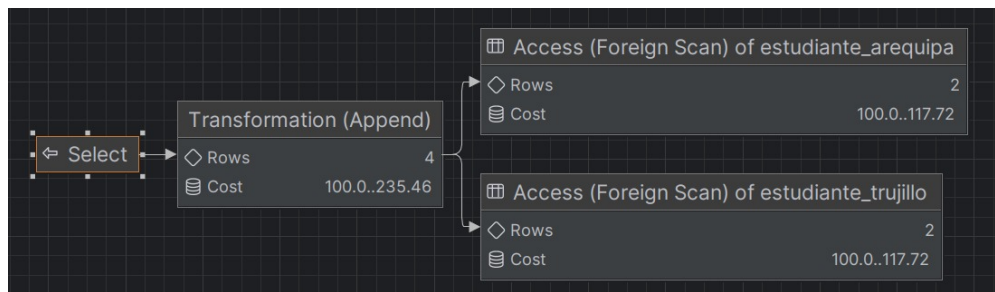 Select
Transformation (Append)
Rows 4
Cost 100.0..235.46
Access (Foreign Scan) of estudiante_arequipa
Rows 2
Cost 100.0..117.72
Access (Foreign Scan) of estudiante_trujillo
Rows 2
Cost 100.0..117.72